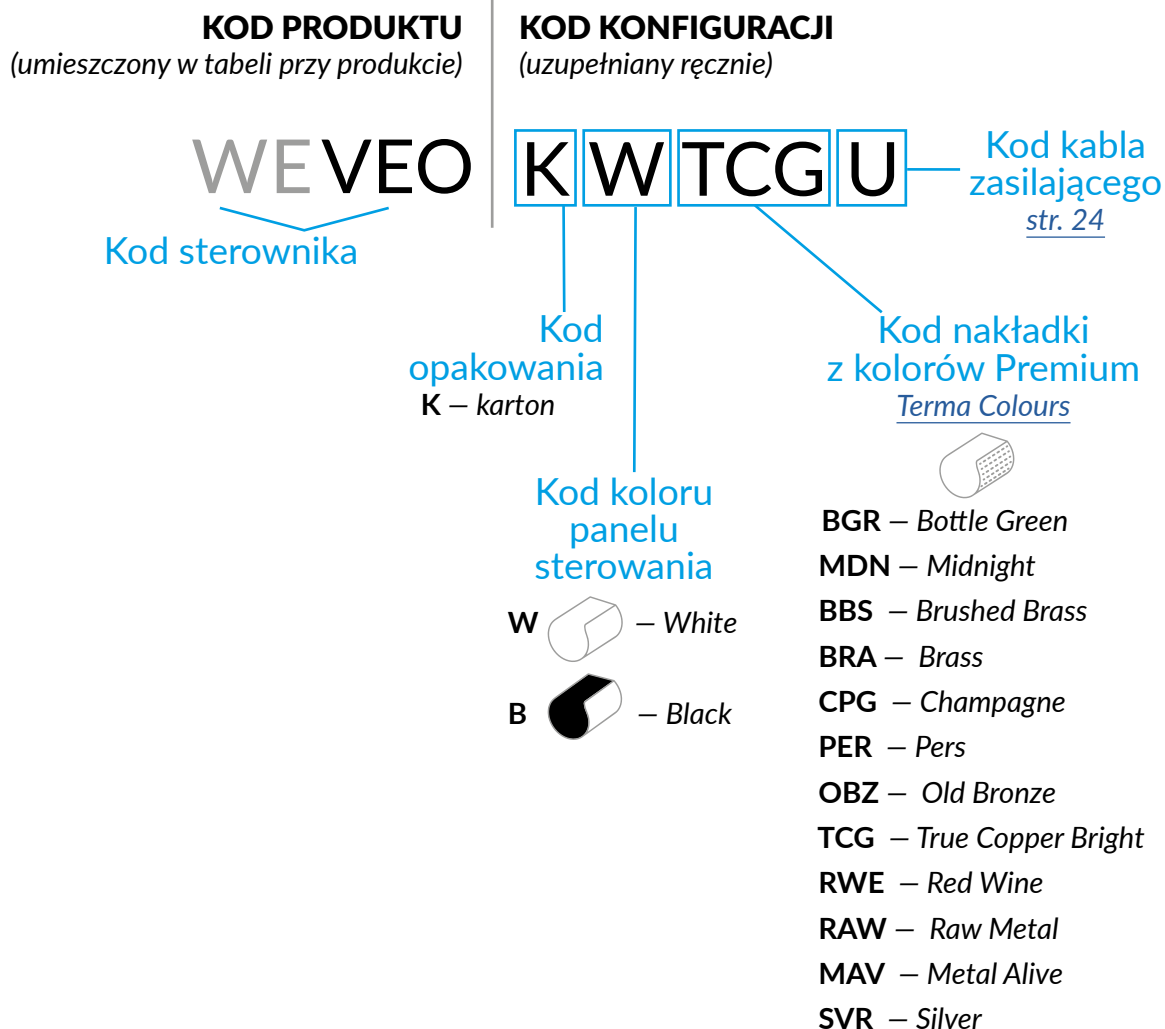 KOD PRODUKTU
(umieszczony w tabeli przy produkcie)
KOD KONFIGURACJI
(uzupełniany ręcznie)
WE VEO
K W TCG U
Kod sterownika
Kod kabla
zasilającego
str. 24
Kod
opakowania
K – karton
Kod koloru
panelu
sterowania
W – White
B – Black
Kod nakładki
z kolorów Premium
Terma Colours
BGR – Bottle Green
MDN – Midnight
BBS – Brushed Brass
BRA – Brass
CPG – Champagne
PER – Pers
OBZ – Old Bronze
TCG – True Copper Bright
RWE – Red Wine
RAW – Raw Metal
MAV – Metal Alive
SVR – Silver